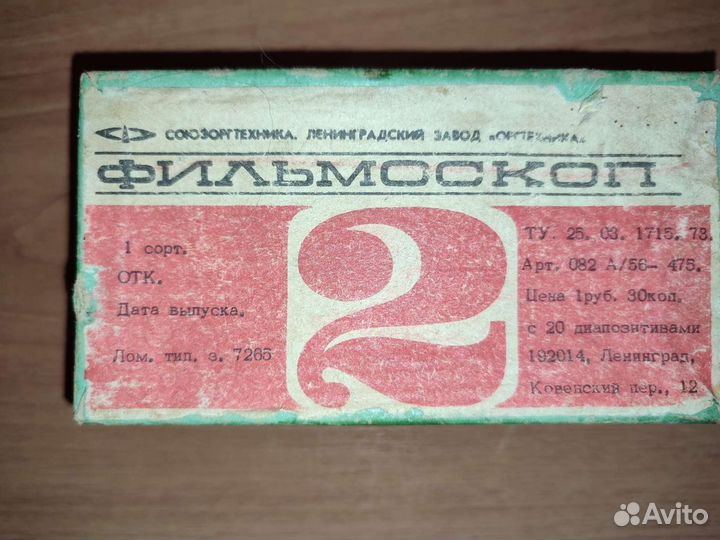 СОЮЗОРГТЕХНИКА. ЛЕНИНГРАДСКИЙ ЗАВОД «ОРГТЕХНИКА»
ФИЛЬМОСКОП
2
1 сорт.
ОТК.
Дата выпуска.
Лом. тип. з. 7265
ТУ. 25. 03. 1715. 73.
Арт. 082 А/56- 475.
Цена 1руб. 30коп.
с 20 диапозитивами
192014, Ленинград,
Ковенский пер., 12
Avito